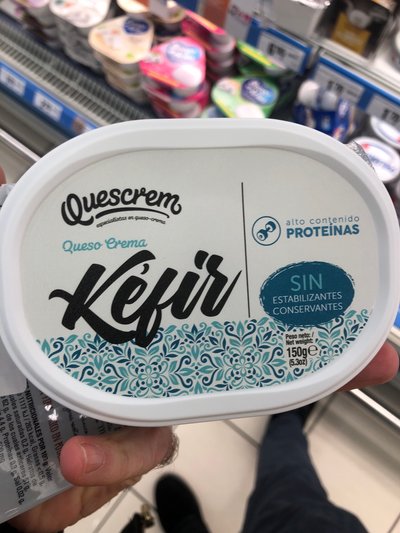 Quescrem
especialistas en queso-crema
Queso Crema
Kéfir
alto contenido
PROTEÍNAS
SIN
ESTABILIZANTES
CONSERVANTES
Peso neto:
Net weight:
150g℮
(5.3oz)